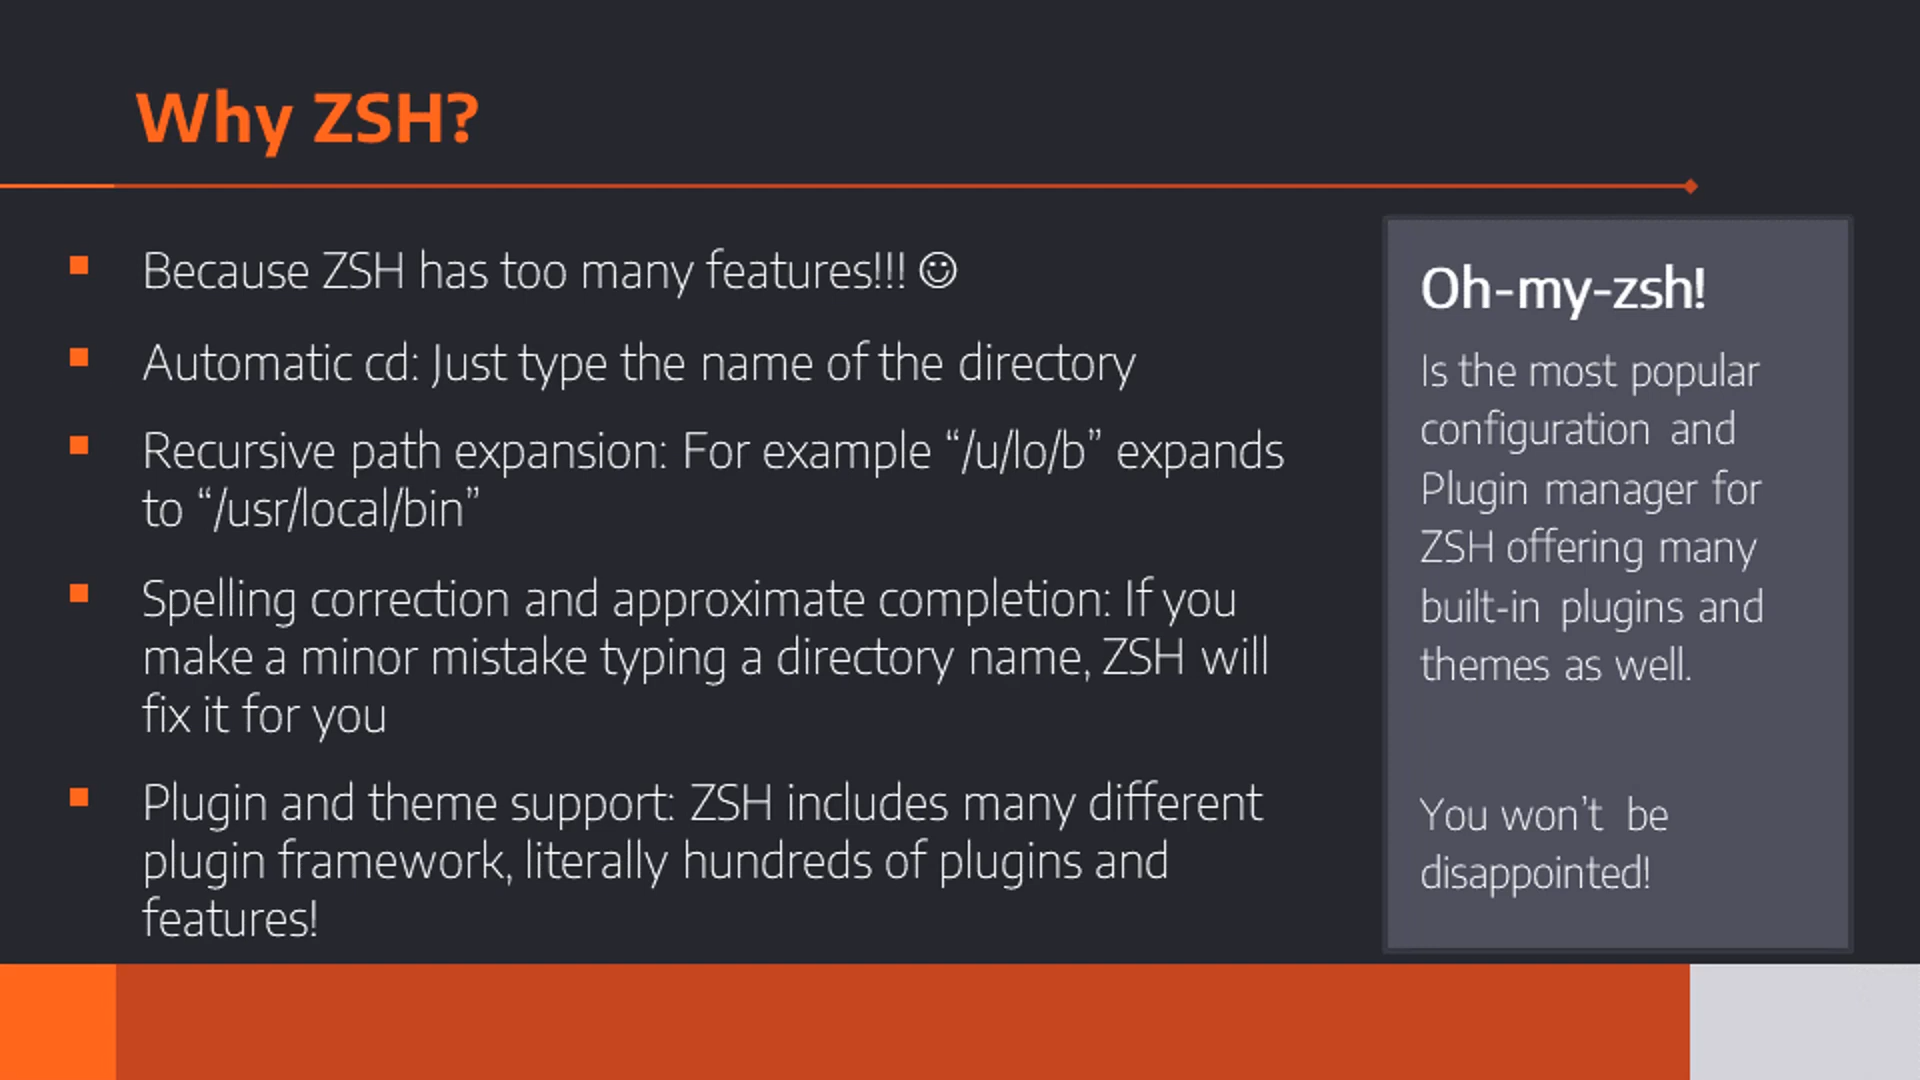 Why ZSH?
Because ZSH has too many features!!! ☺
Automatic cd: Just type the name of the directory
Recursive path expansion: For example “/u/lo/b” expands
to “/usr/local/bin”
Spelling correction and approximate completion: If you
make a minor mistake typing a directory name, ZSH will
fix it for you
Plugin and theme support: ZSH includes many different
plugin framework, literally hundreds of plugins and
features!
Oh-my-zsh!
Is the most popular
configuration and
Plugin manager for
ZSH offering many
built-in plugins and
themes as well.
You won’t be
disappointed!